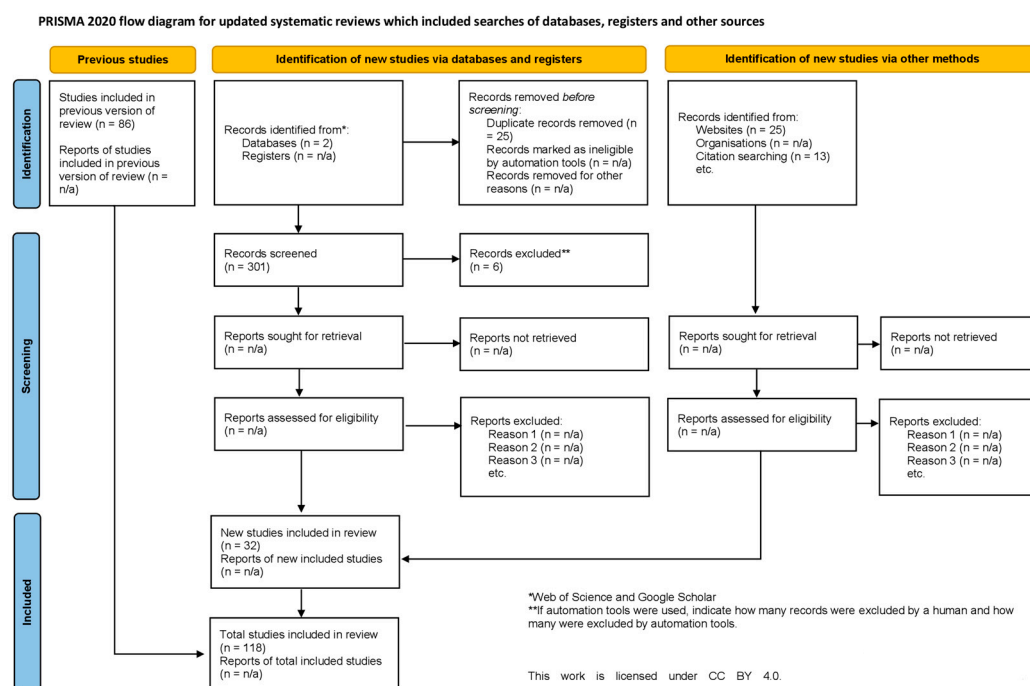 PRISMA 2020 flow diagram for updated systematic reviews which included searches of databases, registers and other sources
Previous studies
Identification of new studies via databases and registers
Identification of new studies via other methods
Identification
Studies included in
previous version of
review (n = 86)
Reports of studies
included in previous
version of review (n =
n/a)
Records identified from*:
Databases (n = 2)
Registers (n = n/a)
Records removed before
screening:
Duplicate records removed (n
= 25)
Records marked as ineligible
by automation tools (n = n/a)
Records removed for other
reasons (n = n/a)
Records identified from:
Websites (n = 25)
Organisations (n = n/a)
Citation searching (n = 13)
etc.
Screening
Records screened
(n = 301)
Records excluded**
(n = 6)
Reports sought for retrieval
(n = n/a)
Reports not retrieved
(n = n/a)
Reports sought for retrieval
(n = n/a)
Reports not retrieved
(n = n/a)
Reports assessed for eligibility
(n = n/a)
Reports excluded:
Reason 1 (n = n/a)
Reason 2 (n = n/a)
Reason 3 (n = n/a)
etc.
Reports assessed for eligibility
(n = n/a)
Reports excluded:
Reason 1 (n = n/a)
Reason 2 (n = n/a)
Reason 3 (n = n/a)
etc.
Included
New studies included in review
(n = 32)
Reports of new included studies
(n = n/a)
Total studies included in review
(n = 118)
Reports of total included studies
(n = n/a)
*Web of Science and Google Scholar
**If automation tools were used, indicate how many records were excluded by a human and how
many were excluded by automation tools.
This work is licensed under CC BY 4.0.